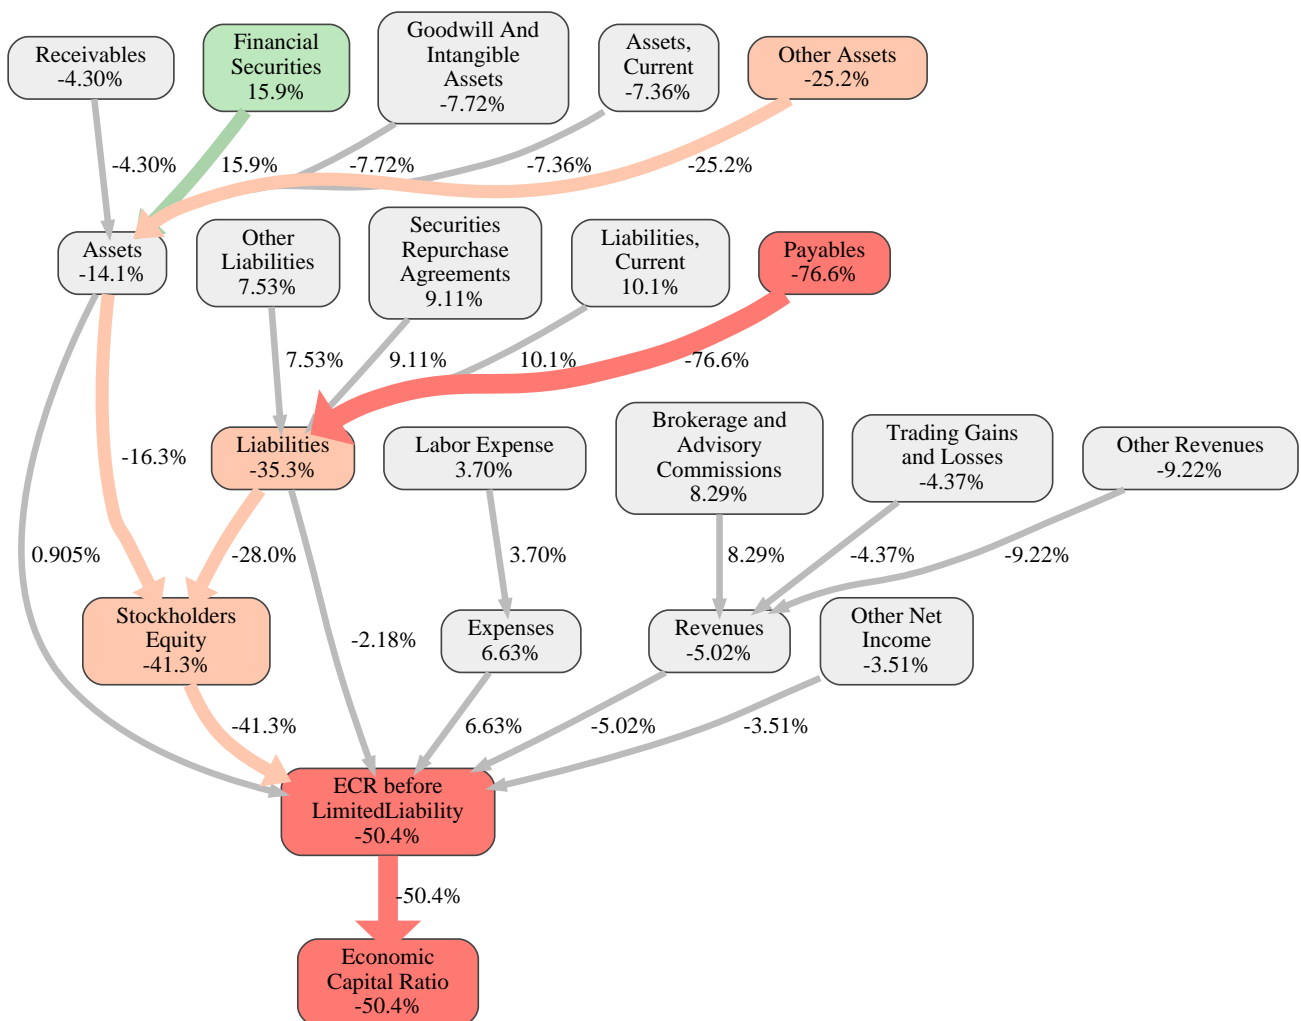 Receivables
-4.30%
Financial
Securities
15.9%
Goodwill And
Intangible
Assets
-7.72%
Assets,
Current
-7.36%
Other Assets
-25.2%
-4.30%
15.9%
-7.72%
-7.36%
-25.2%
Assets
-14.1%
Other
Liabilities
7.53%
Securities
Repurchase
Agreements
9.11%
Liabilities,
Current
10.1%
Payables
-76.6%
7.53%
9.11%
10.1%
-76.6%
-16.3%
Liabilities
-35.3%
Labor Expense
3.70%
Brokerage and
Advisory
Commissions
8.29%
Trading Gains
and Losses
-4.37%
Other Revenues
-9.22%
0.905%
-28.0%
3.70%
8.29%
-4.37%
-9.22%
Stockholders
Equity
-41.3%
-2.18%
Expenses
6.63%
Revenues
-5.02%
Other Net
Income
-3.51%
-41.3%
6.63%
-5.02%
-3.51%
ECR before
LimitedLiability
-50.4%
-50.4%
Economic
Capital Ratio
-50.4%